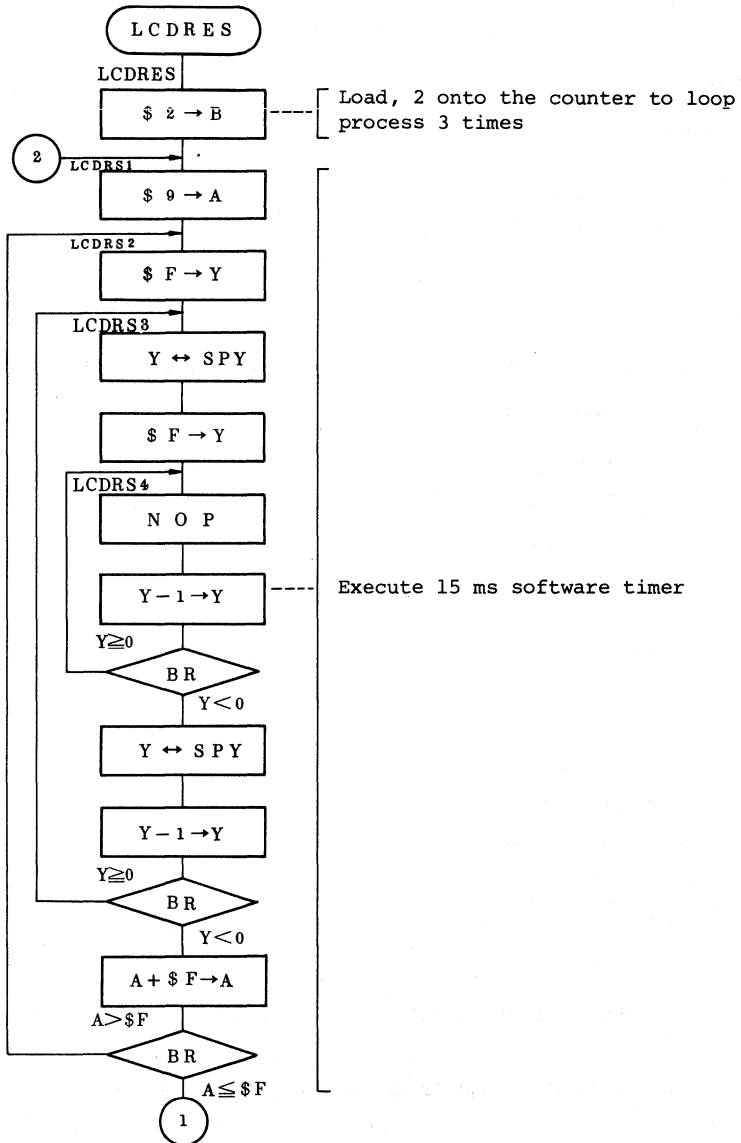 LCDRES
LCDRES
$ 2 → B
Load, 2 onto the counter to loop
process 3 times
2
LCDRS1
$ 9 → A
LCDRS2
$ F → Y
LCDRS3
Y ↔ SPY
$ F → Y
LCDRS4
N O P
Y − 1 → Y
Execute 15 ms software timer
Y≧0
BR
Y<0
Y ↔ SPY
Y − 1 → Y
Y≧0
BR
Y<0
A + $ F → A
A>$F
BR
A≦$F
1